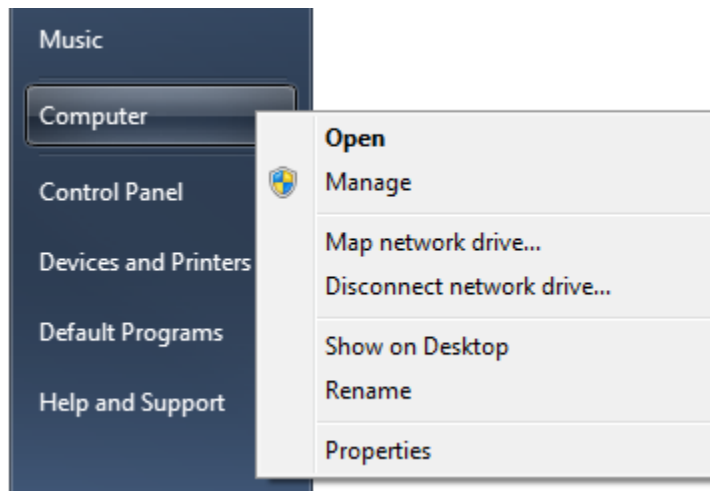 Music
Computer
Control Panel
Devices and Printers
Default Programs
Help and Support
Open
Manage
Map network drive...
Disconnect network drive...
Show on Desktop
Rename
Properties